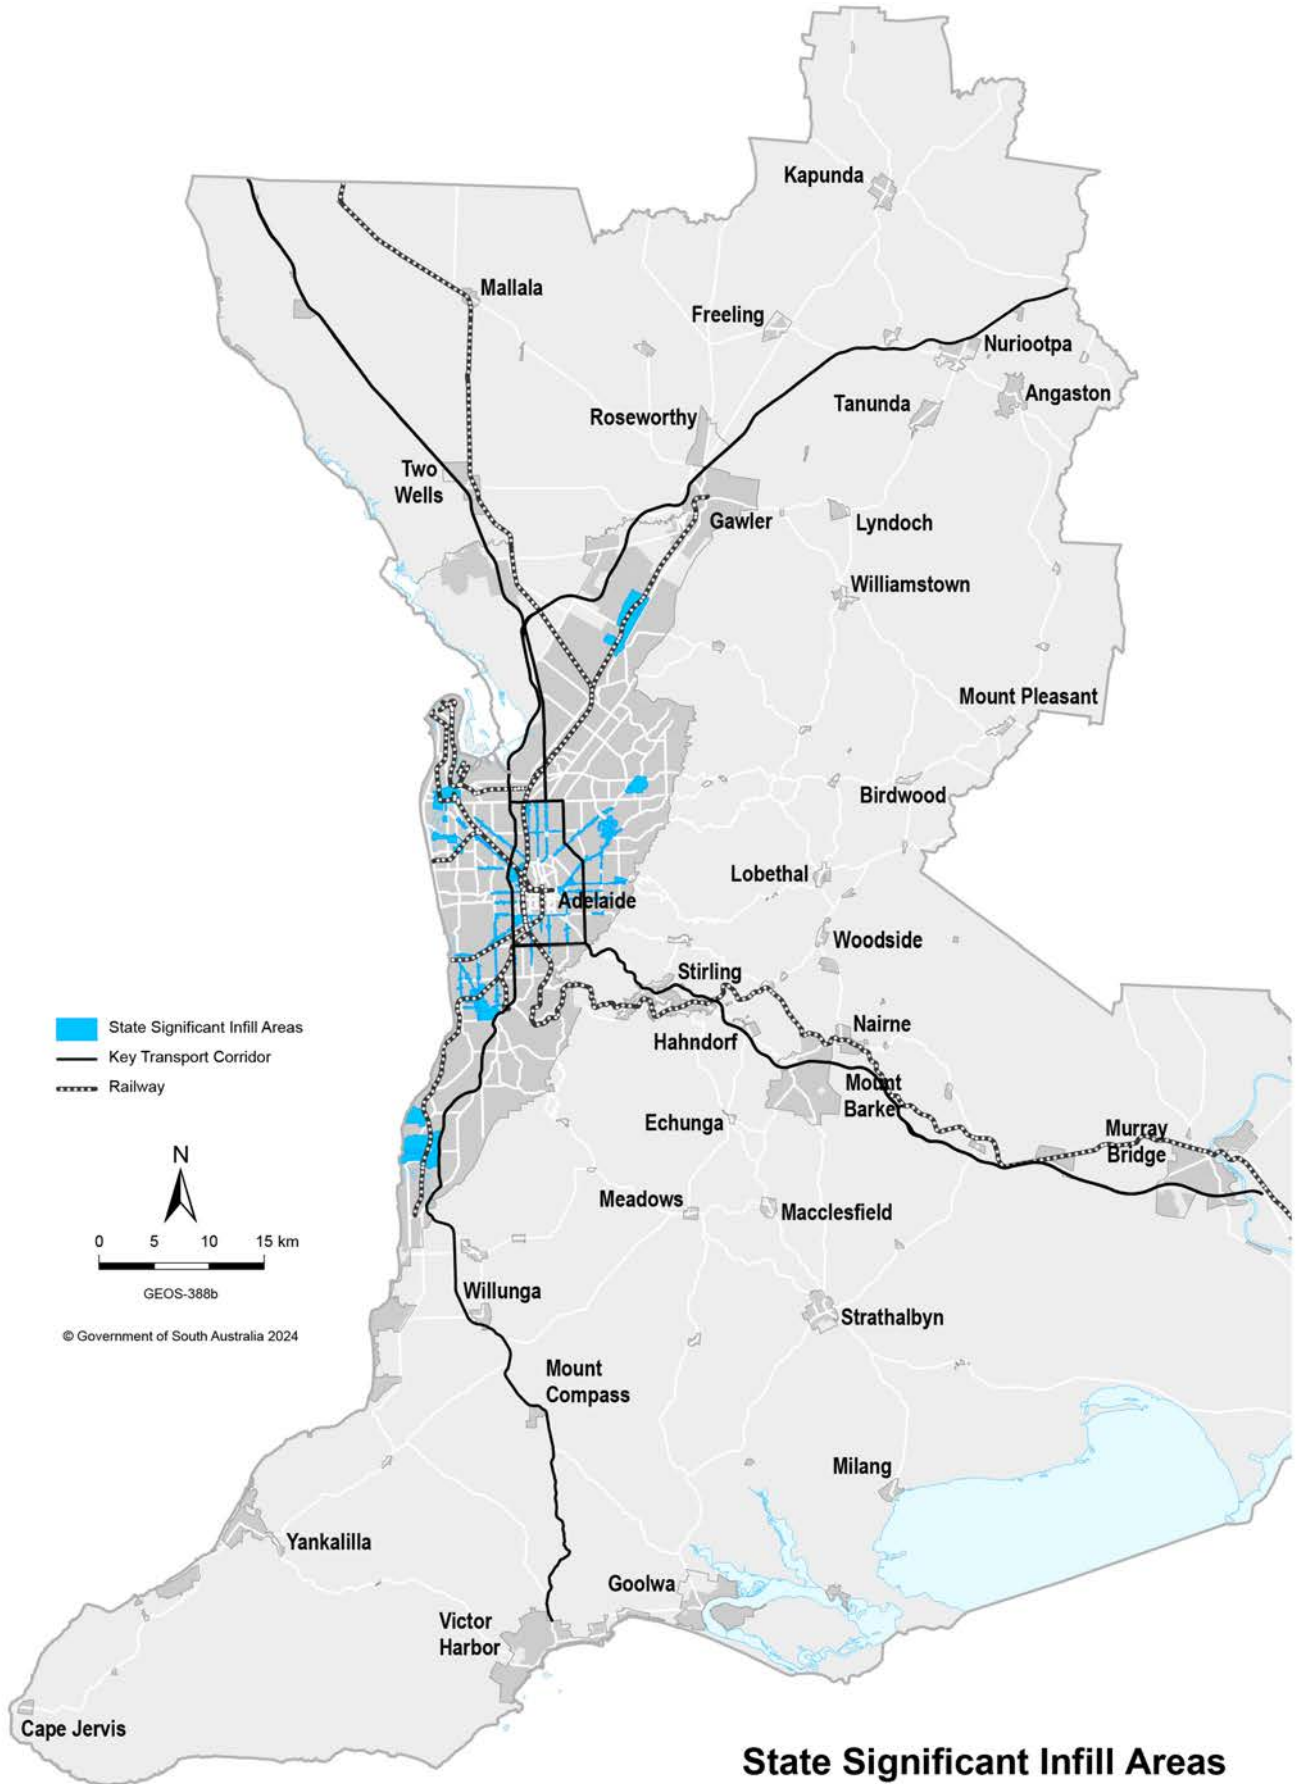 Kapunda
Mallala
Freeling
Nuriootpa
Angaston
Tanunda
Roseworthy
Two
Wells
Gawler
Lyndoch
Williamstown
Mount Pleasant
Birdwood
Lobethal
Adelaide
Woodside
Stirling
State Significant Infill Areas
Key Transport Corridor
Railway
Nairne
Hahndorf
Mount
Barker
Echunga
Murray
Bridge
N
Meadows
Macclesfield
0 5 10 15 km
GEOS-388b
© Government of South Australia 2024
Willunga
Strathalbyn
Mount
Compass
Milang
Yankalilla
Goolwa
Victor
Harbor
Cape Jervis
State Significant Infill Areas